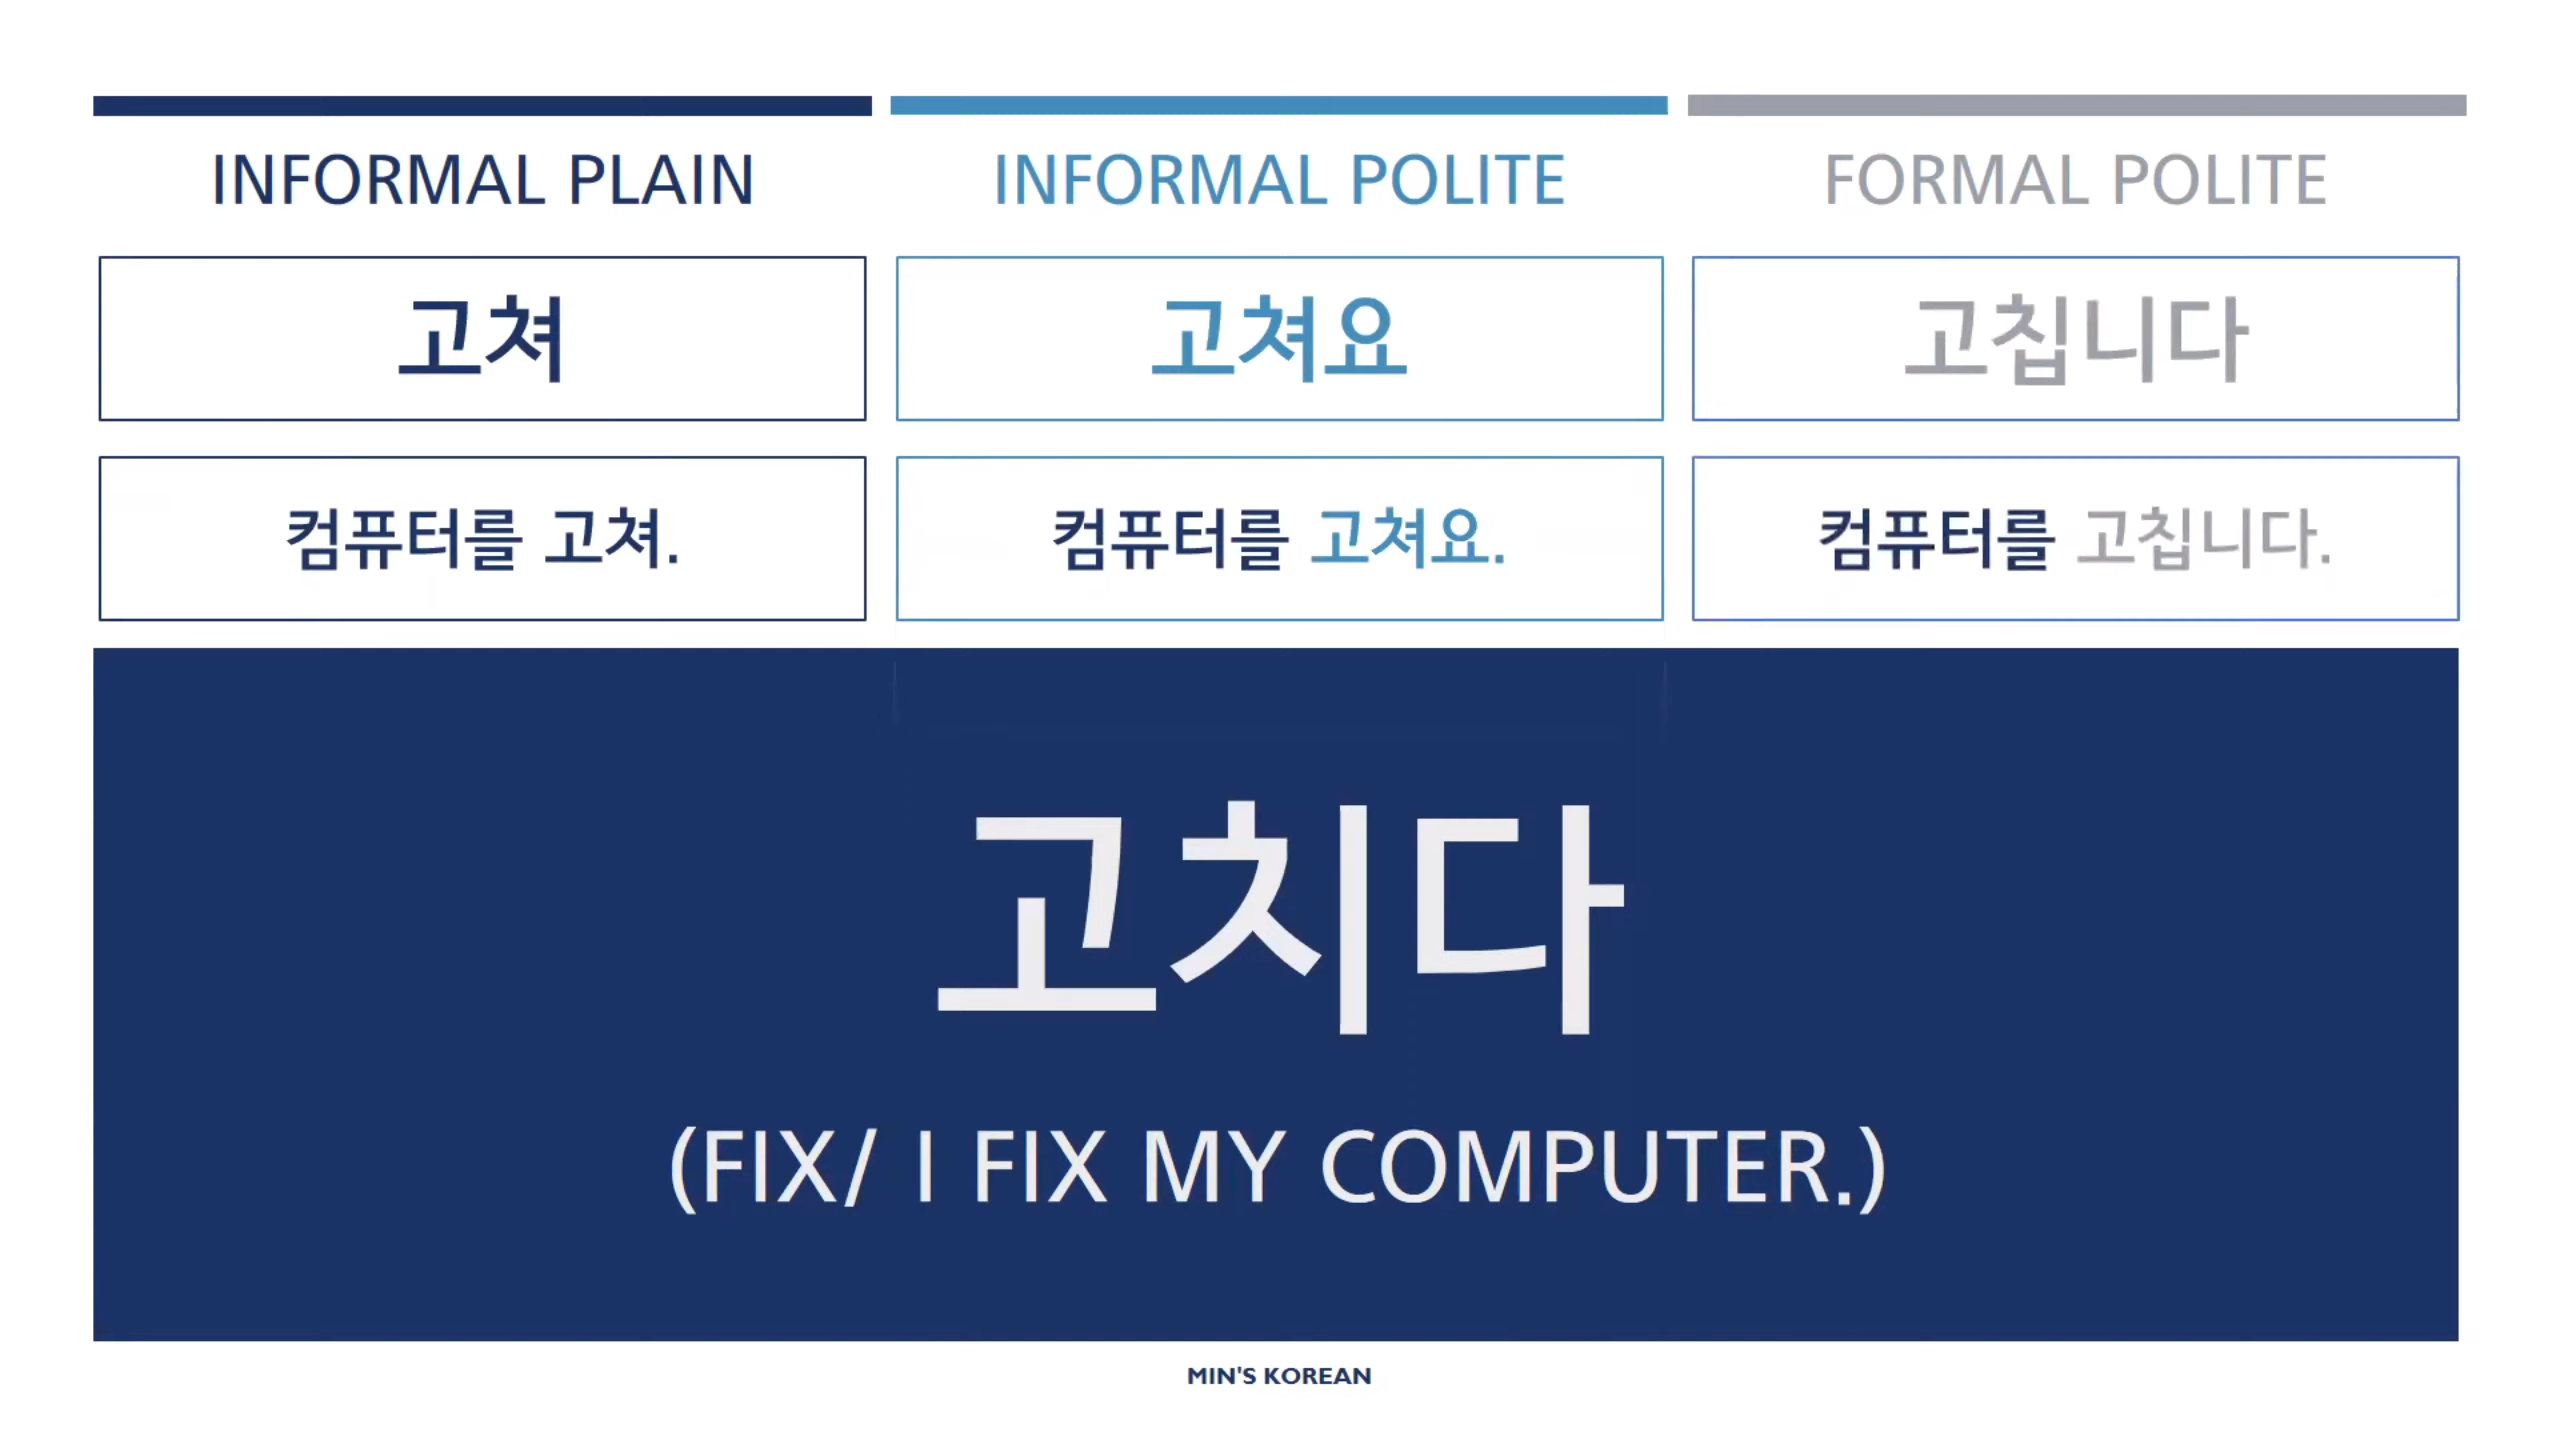 INFORMAL PLAIN
INFORMAL POLITE
FORMAL POLITE
고쳐
고쳐요
고칩니다
컴퓨터를 고쳐.
컴퓨터를 고쳐요.
컴퓨터를 고칩니다.
고치다
(FIX/ I FIX MY COMPUTER.)
MIN'S KOREAN